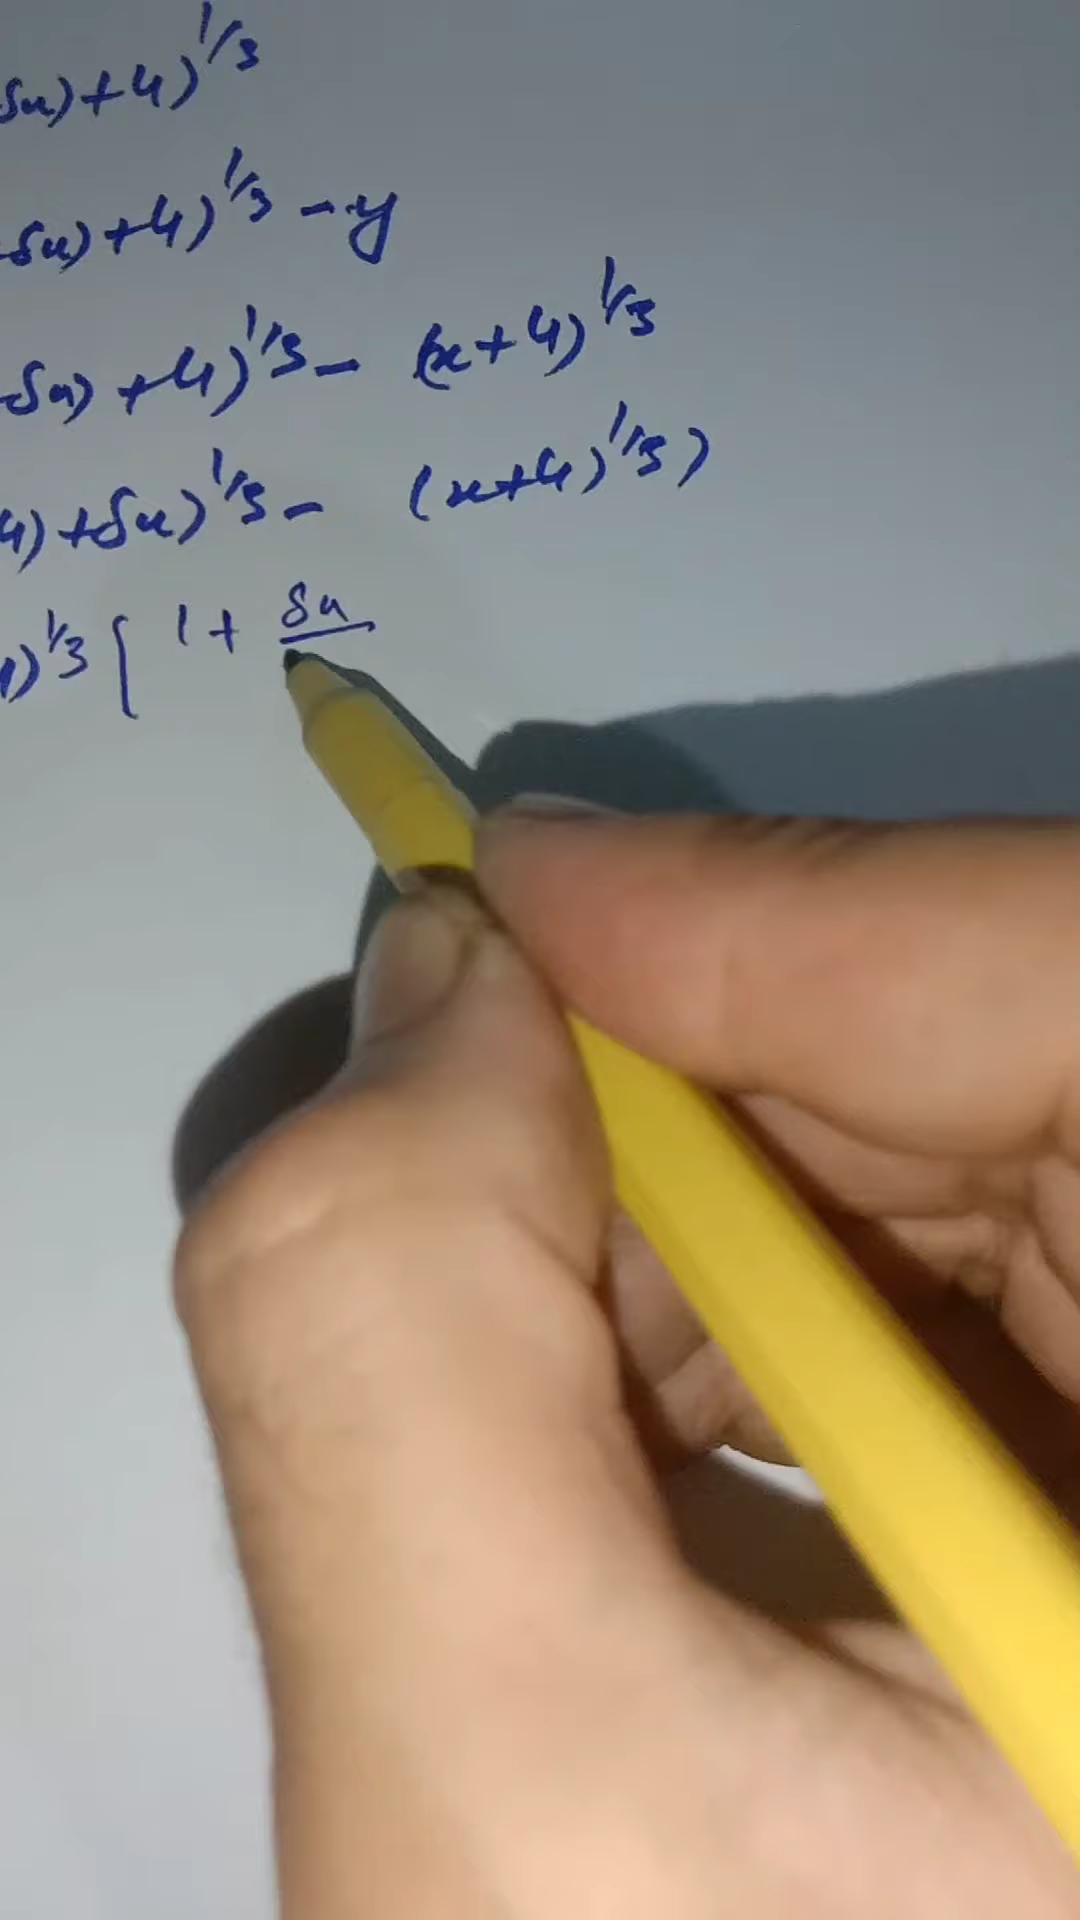 δx)+4)^1/3
δx)+4)^1/3 - y
δx)+4)^1/3 - (x+4)^1/3
4)+δx)^1/3 - (x+4)^1/3)
)^1/3 [ 1 + δx